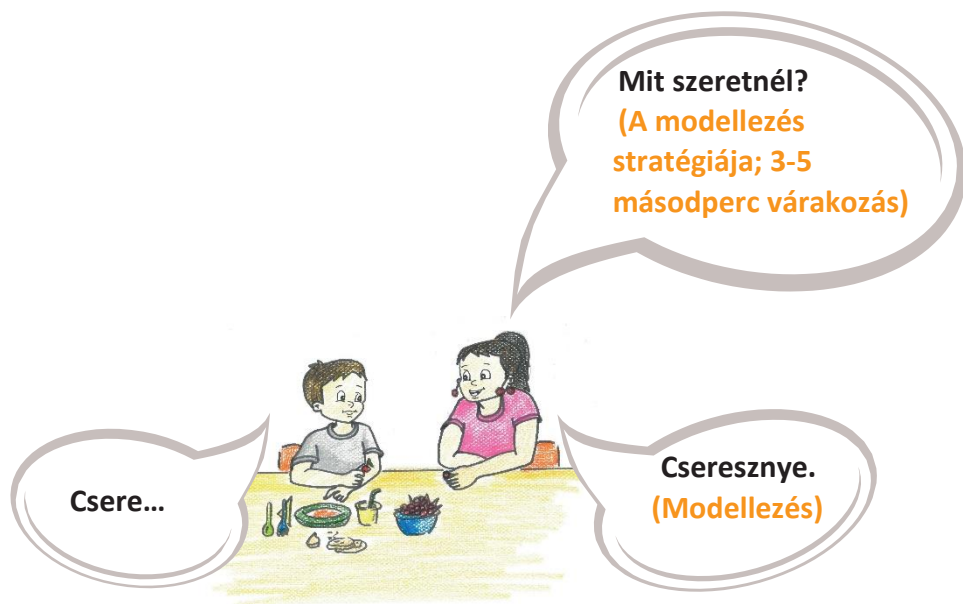 Mit szeretnél?
(A modellezés
stratégiája; 3-5
másodperc várakozás)
Csere...
Cseresznye.
(Modellezés)